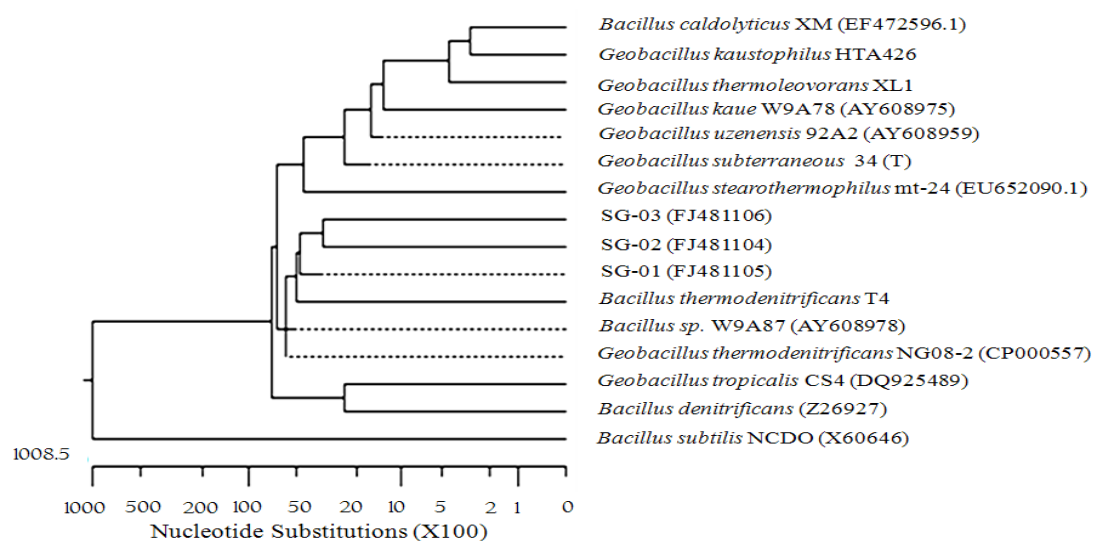 Bacillus caldolyticus XM (EF472596.1)
Geobacillus kaustophilus HTA426
Geobacillus thermoleovorans XL1
Geobacillus kaue W9A78 (AY608975)
Geobacillus uzenensis 92A2 (AY608959)
Geobacillus subterraneous 34 (T)
Geobacillus stearothermophilus mt-24 (EU652090.1)
SG-03 (FJ481106)
SG-02 (FJ481104)
SG-01 (FJ481105)
Bacillus thermodenitrificans T4
Bacillus sp. W9A87 (AY608978)
Geobacillus thermodenitrificans NG08-2 (CP000557)
Geobacillus tropicalis CS4 (DQ925489)
Bacillus denitrificans (Z26927)
Bacillus subtilis NCDO (X60646)
1008.5
1000 500 200 100 50 20 10 5 2 1 0
Nucleotide Substitutions (X100)